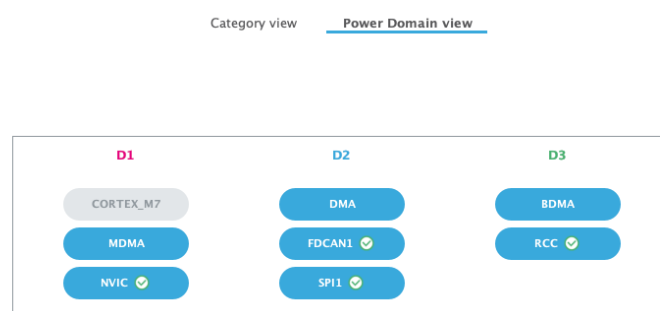 Category view Power Domain view
D1 D2 D3
CORTEX_M7 DMA BDMA
MDMA FDCAN1 RCC
NVIC SPI1